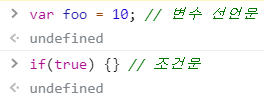 > var foo = 10; // 변수 선언문
< undefined
> if(true) {} // 조건문
< undefined